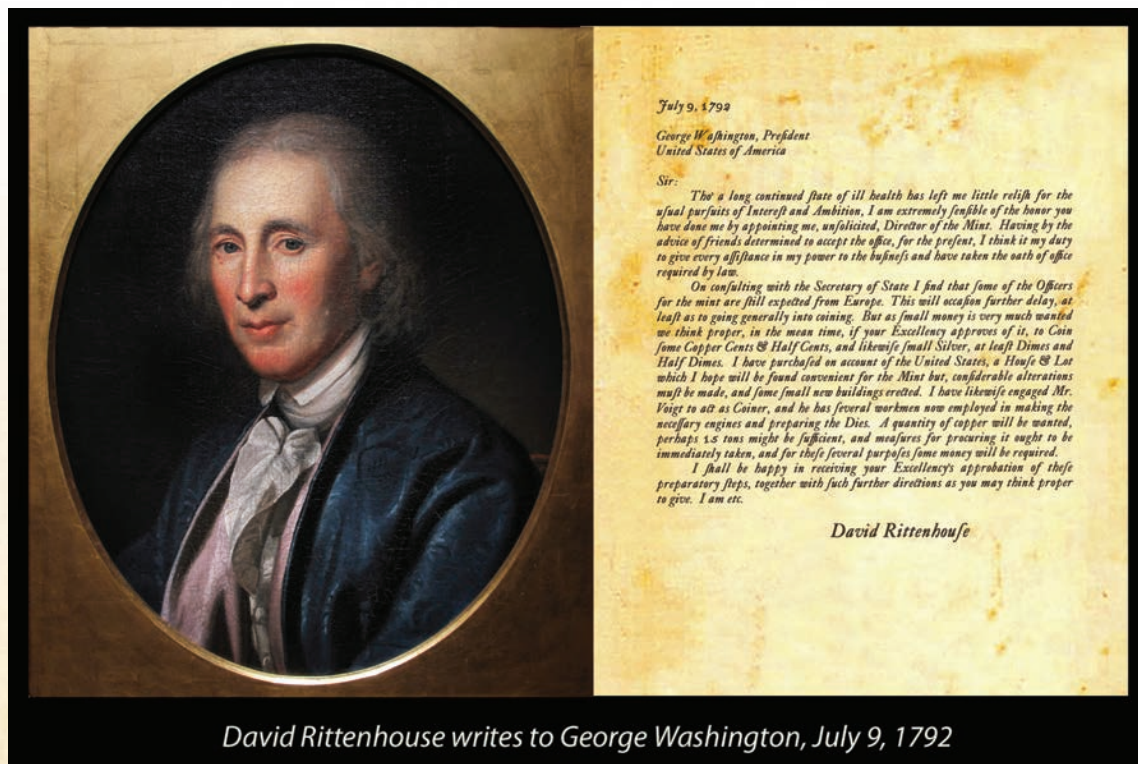 July 9, 1792
George Waſhington, Preſident
United States of America
Sir:
Tho' a long continued ſtate of ill health has left me little reliſh for the
uſual purſuits of Intereſt and Ambition, I am extremely ſenſible of the honor you
have done me by appointing me, unſolicited, Director of the Mint. Having by the
advice of friends determined to accept the office, for the preſent, I think it my duty
to give every aſſiſtance in my power to the buſineſs and have taken the oath of office
required by law.
On conſulting with the Secretary of State I find that ſome of the Officers
for the mint are ſtill expected from Europe. This will occaſion further delay, at
leaſt as to going generally into coining. But as ſmall money is very much wanted
we think proper, in the mean time, if your Excellency approves of it, to Coin
ſome Copper Cents & Half Cents, and likewiſe ſmall Silver, at leaſt Dimes and
Half Dimes. I have purchaſed on account of the United States, a Houſe & Lot
which I hope will be found convenient for the Mint but, conſiderable alterations
muſt be made, and ſome ſmall new buildings erected. I have likewiſe engaged Mr.
Voigt to act as Coiner, and he has ſeveral workmen now employed in making the
neceſſary engines and preparing the Dies. A quantity of copper will be wanted,
perhaps 15 tons might be ſufficient, and meaſures for procuring it ought to be
immediately taken, and for theſe ſeveral purpoſes ſome money will be required.
I ſhall be happy in receiving your Excellency's approbation of theſe
preparatory ſteps, together with ſuch further directions as you may think proper
to give. I am etc.
David Rittenhouſe
David Rittenhouse writes to George Washington, July 9, 1792